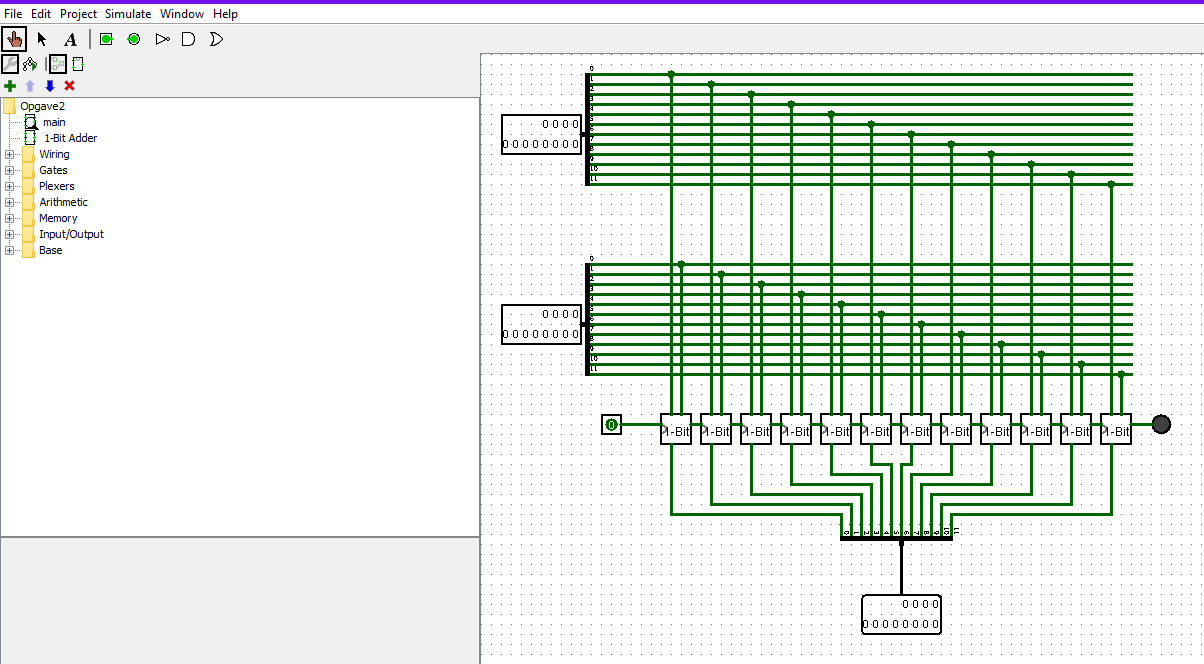 File Edit Project Simulate Window Help
A
Opgave2
main
1-Bit Adder
Wiring
Gates
Plexers
Arithmetic
Memory
Input/Output
Base
0
1
2
3
4
5
6
7
8
9
10
11
0 0 0 0
0 0 0 0 0 0 0 0
0
1
2
3
4
5
6
7
8
9
10
11
0 0 0 0
0 0 0 0 0 0 0 0
0
1-Bit 1-Bit 1-Bit 1-Bit 1-Bit 1-Bit 1-Bit 1-Bit 1-Bit 1-Bit 1-Bit 1-Bit
0 1 2 3 4 5 6 7 8 9 10 11
0 0 0 0
0 0 0 0 0 0 0 0